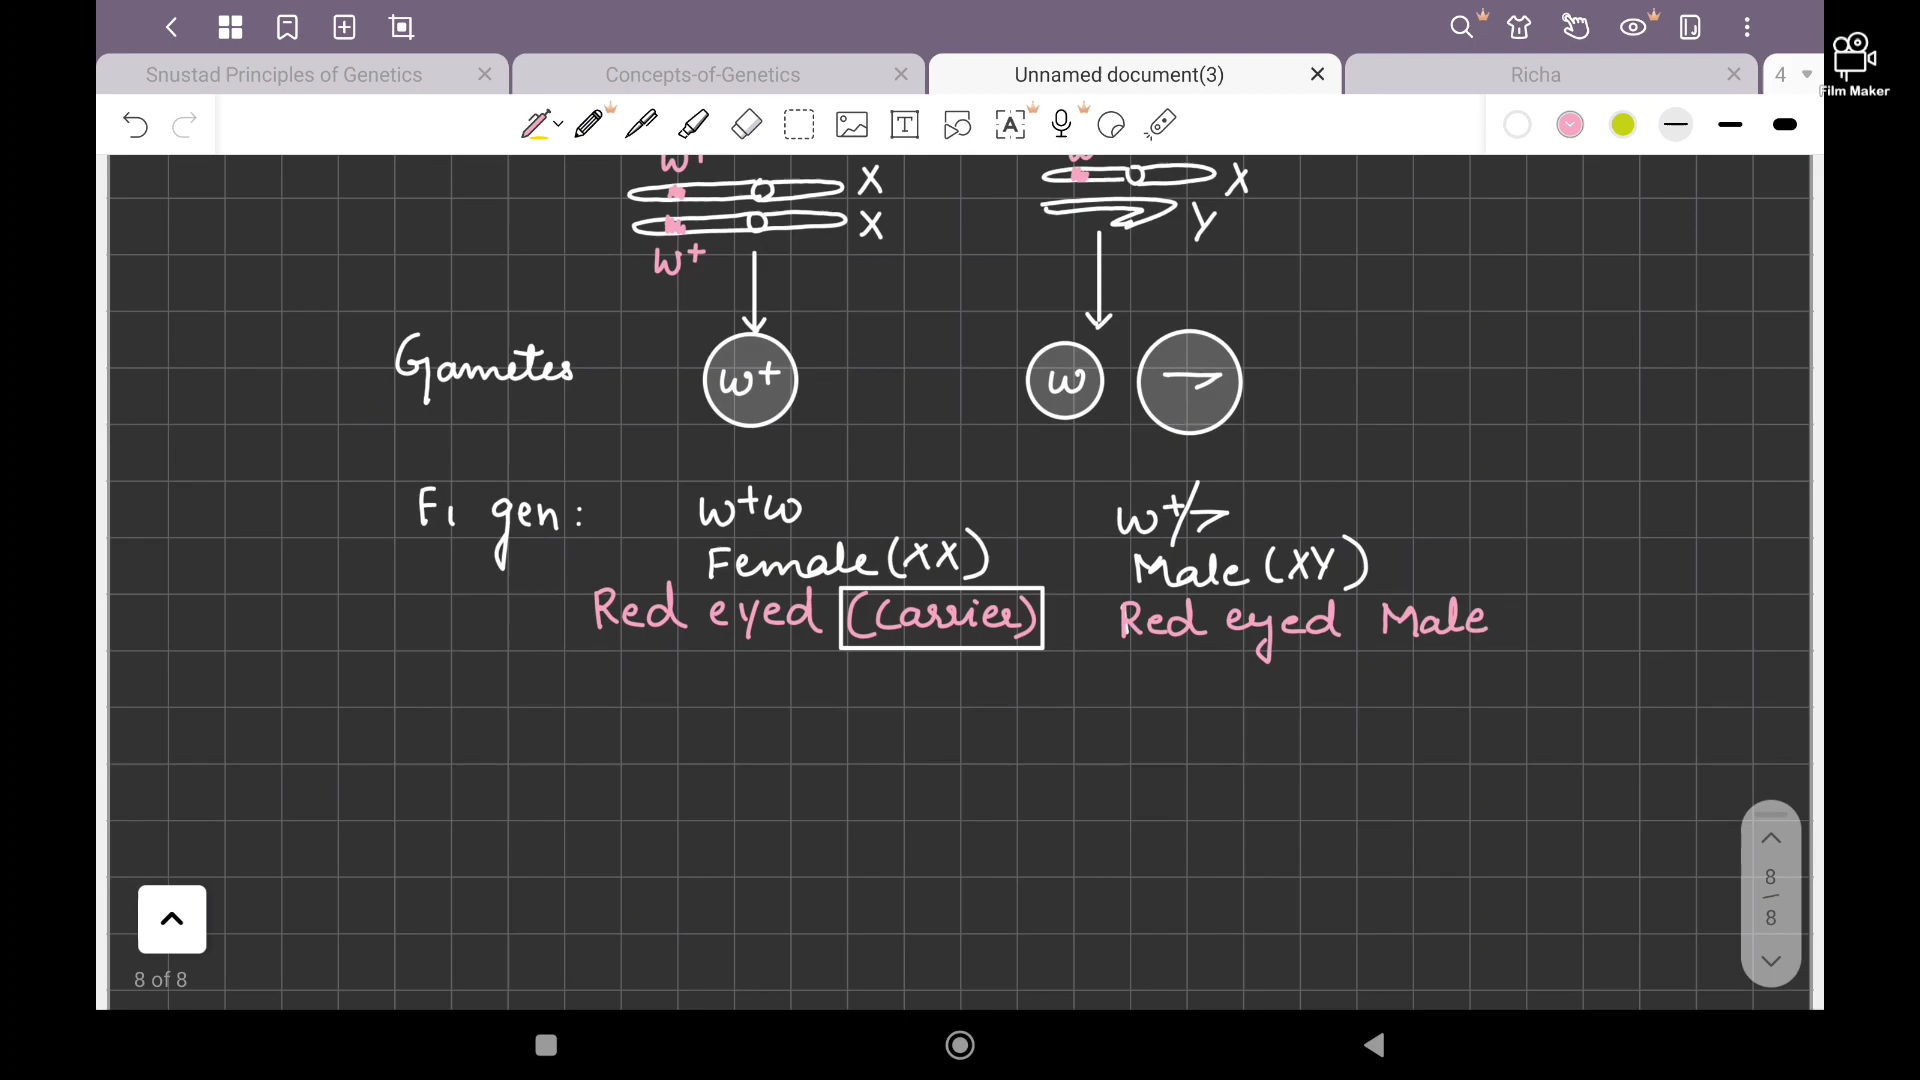 Film Maker
Snustad Principles of Genetics
Concepts-of-Genetics
Unnamed document(3)
Richa
4
w+
X
X
w+
w
X
Y
Gametes
w+
w
F1 gen:
w+w
w+/
Female (XX)
Male (XY)
Red eyed (Carrier)
Red eyed Male
8
8
8 of 8